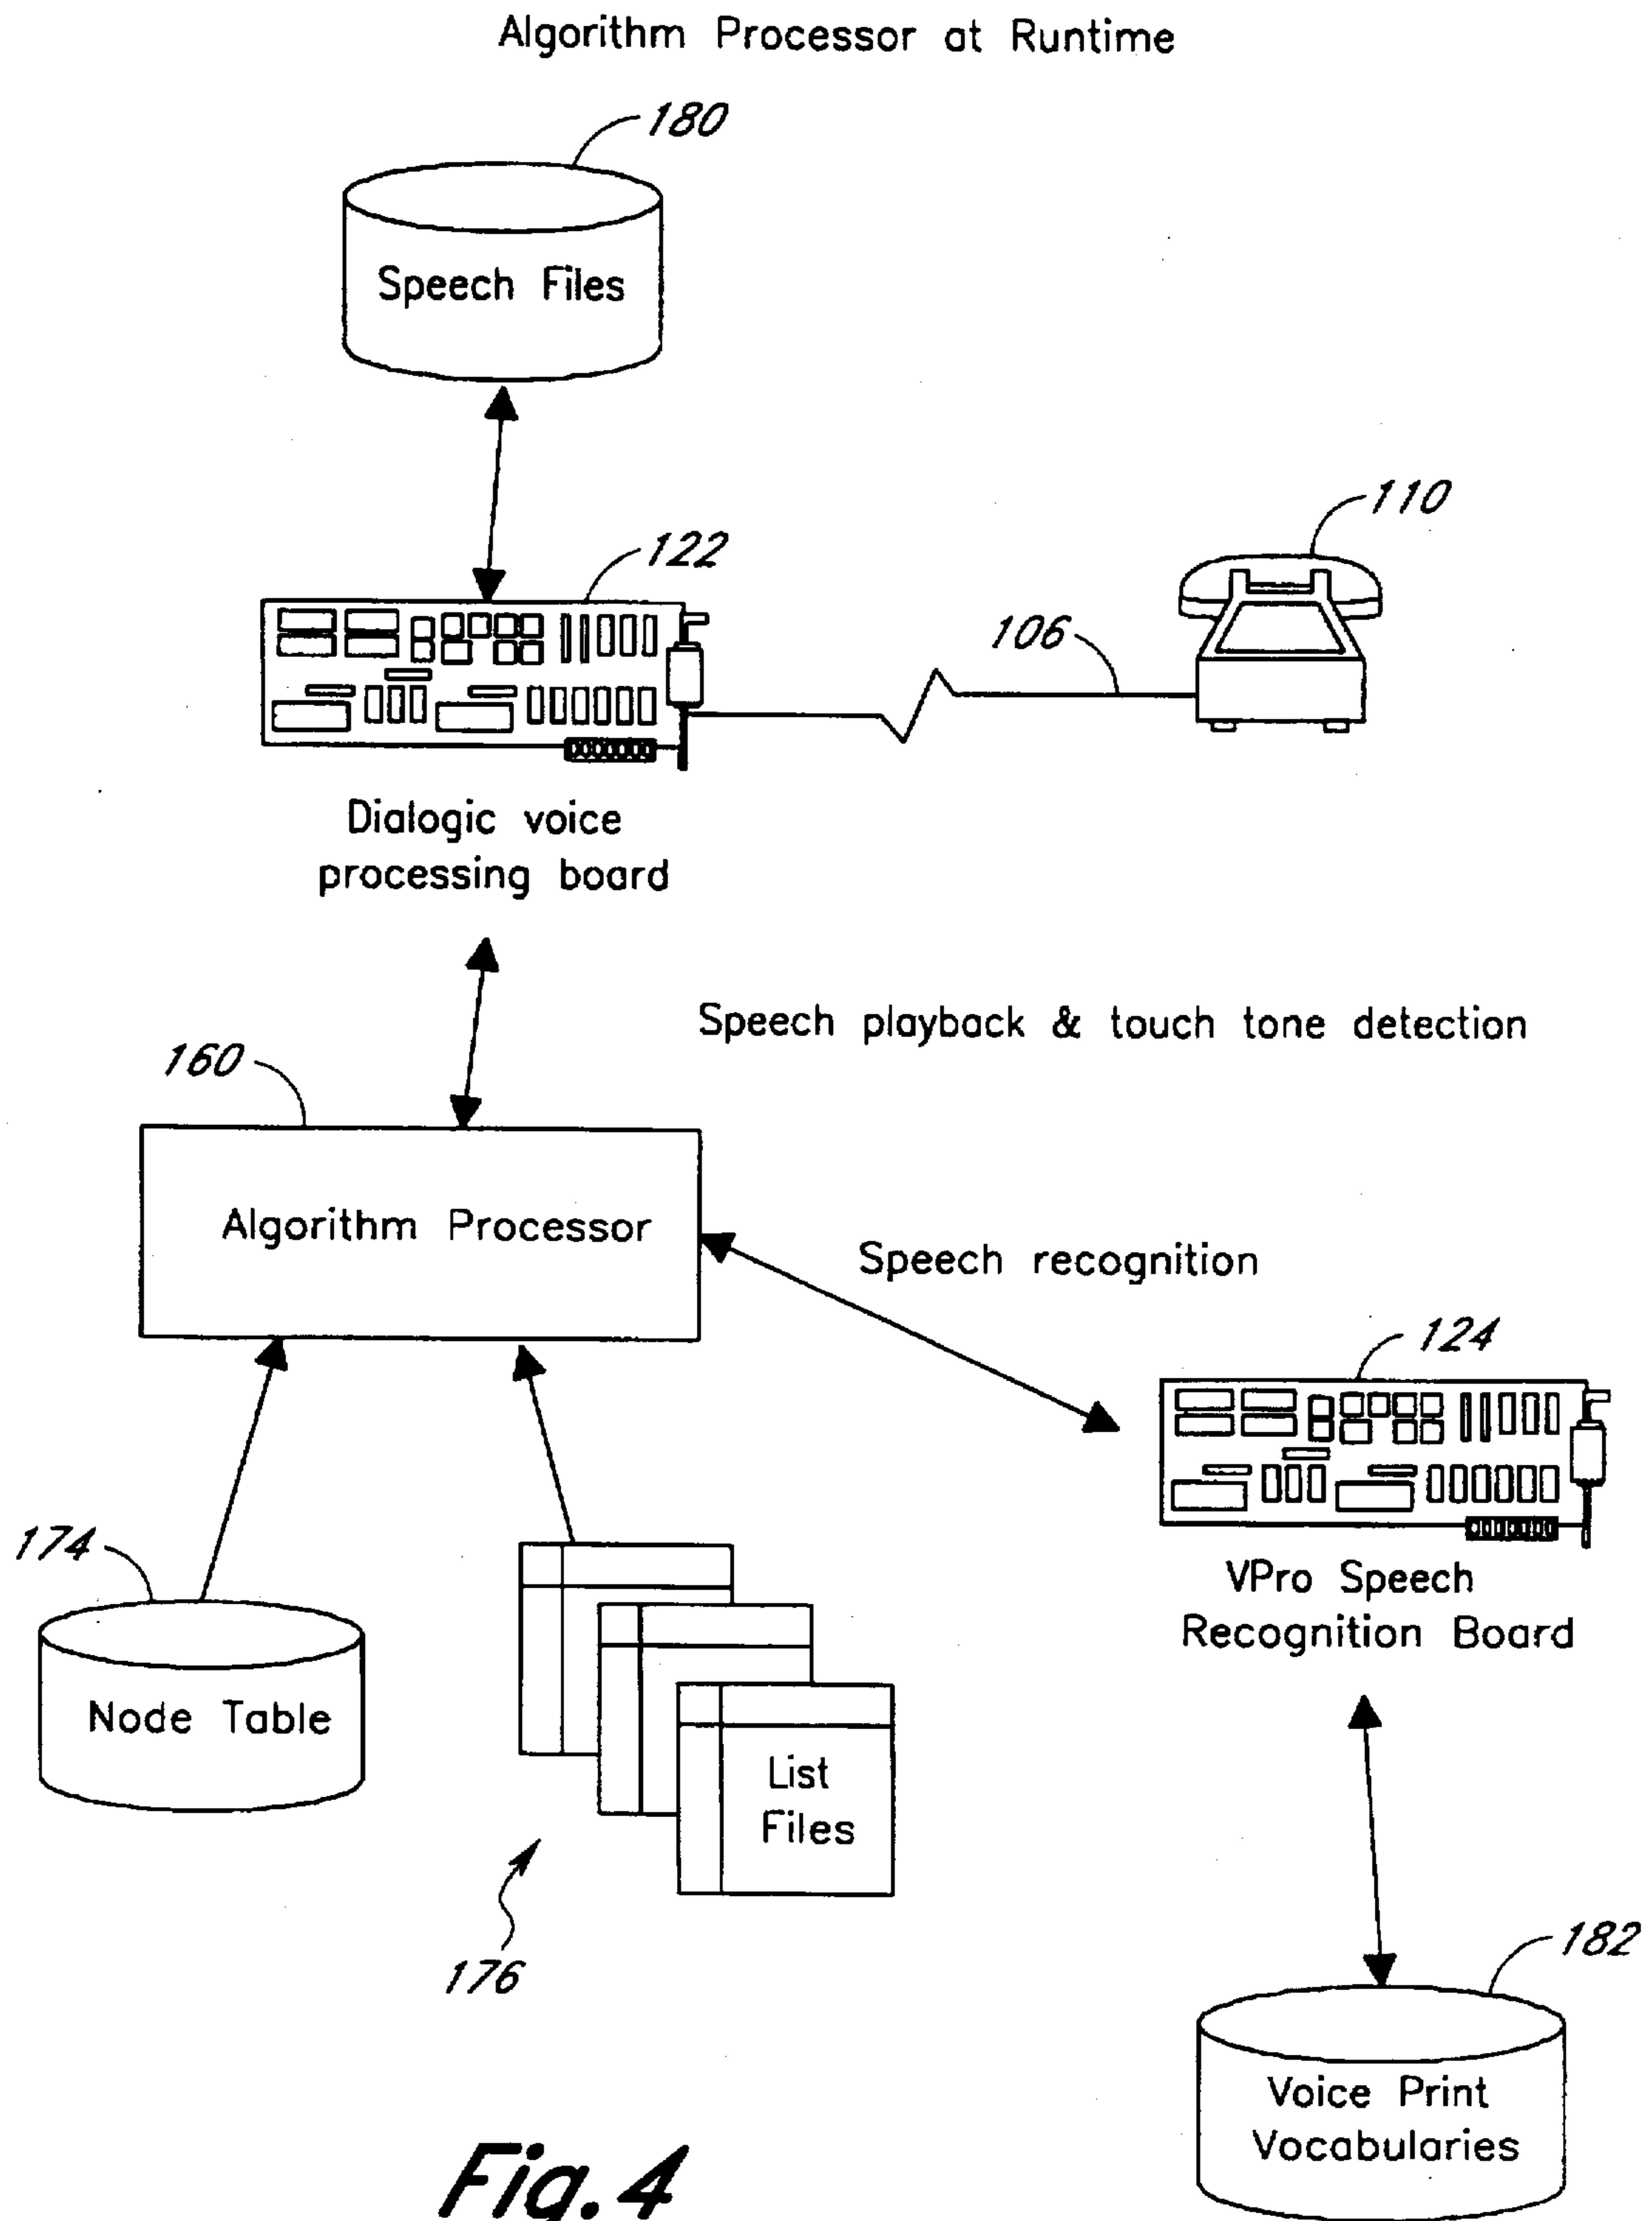 Algorithm Processor at Runtime
180
Speech Files
122
110
106
Dialogic voice
processing board
Speech playback & touch tone detection
160
Algorithm Processor
Speech recognition
124
VPro Speech
Recognition Board
174
Node Table
List
Files
176
182
Voice Print
Vocabularies
Fig. 4